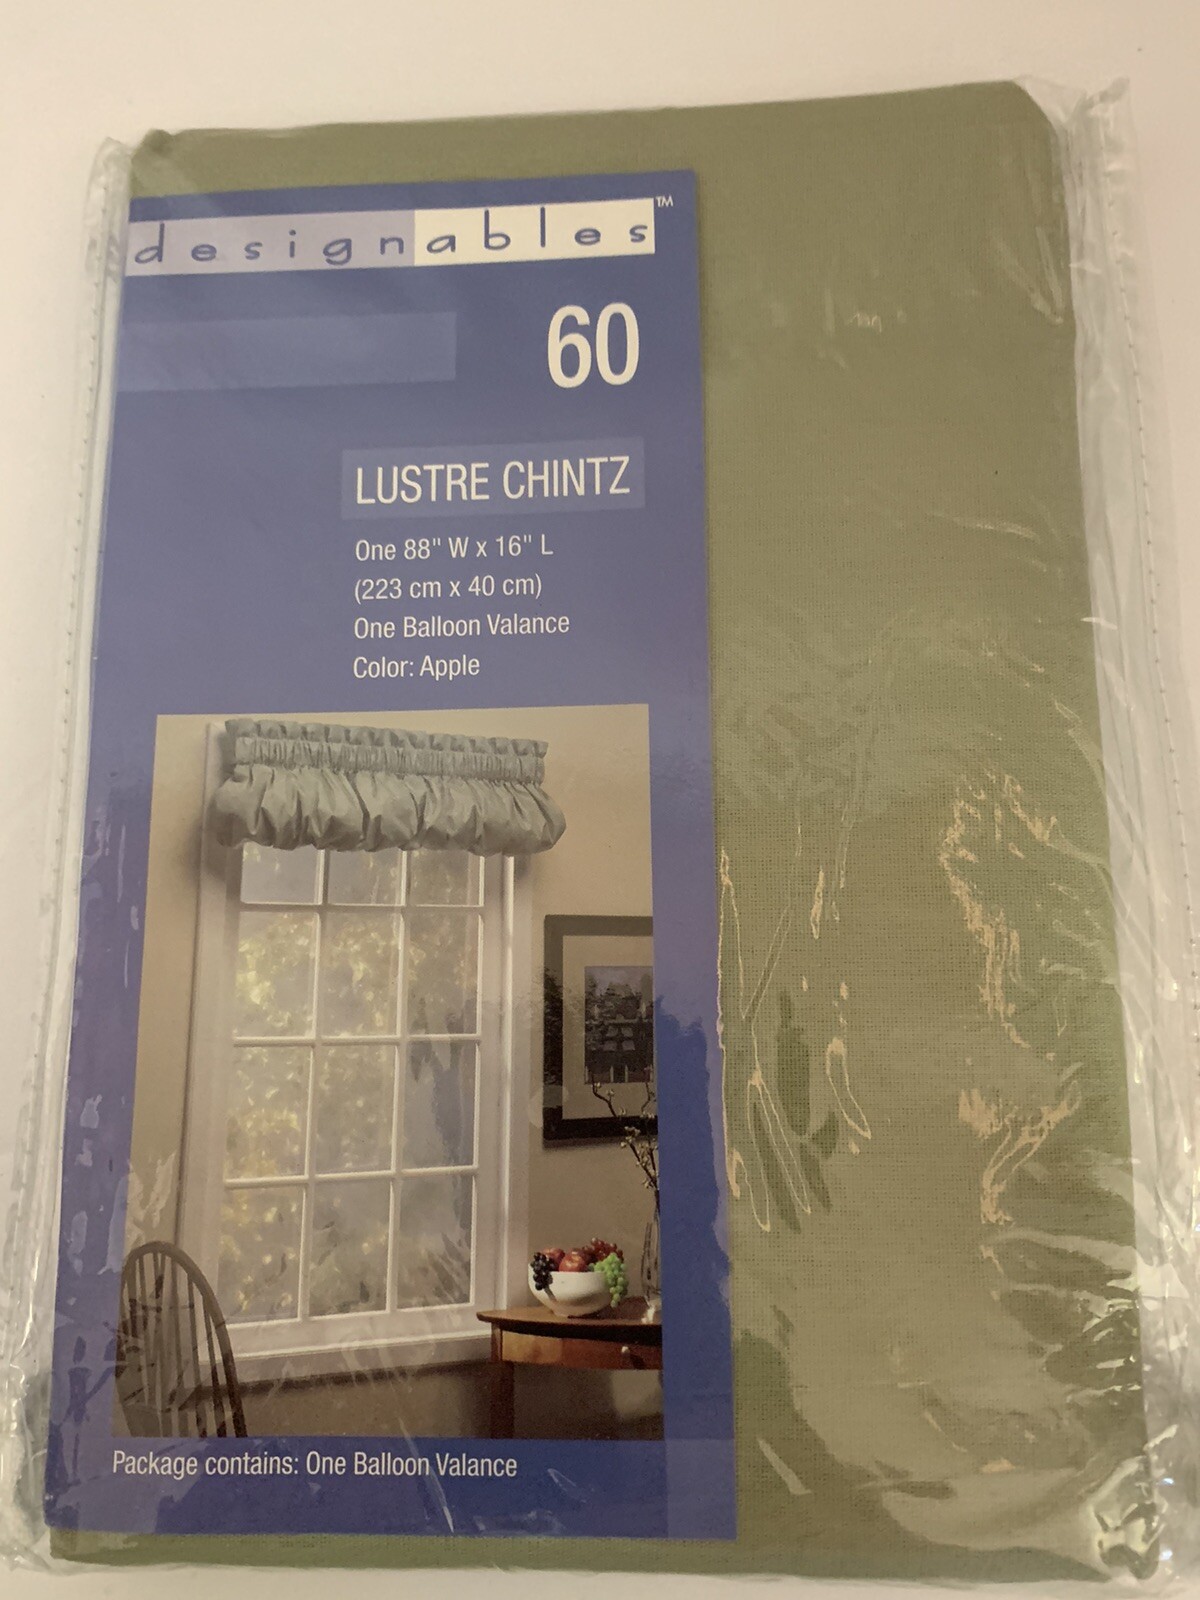 designables™
60
LUSTRE CHINTZ
One 88" W x 16" L
(223 cm x 40 cm)
One Balloon Valance
Color: Apple
Package contains: One Balloon Valance